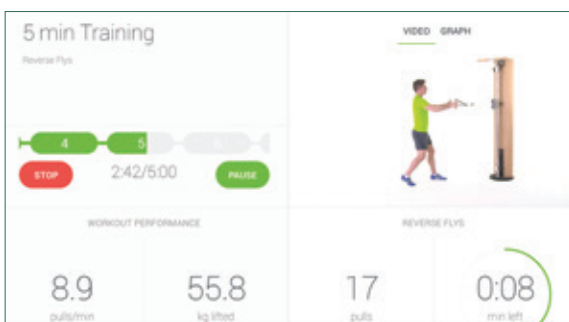 5 min Training
Reverse Flys
VIDEO GRAPH
4 5
STOP 2:42/5:00 PAUSE
WORKOUT PERFORMANCE
8.9 55.8
pulls/min kg lifted
REVERSE FLYS
17 0:08
pulls min left